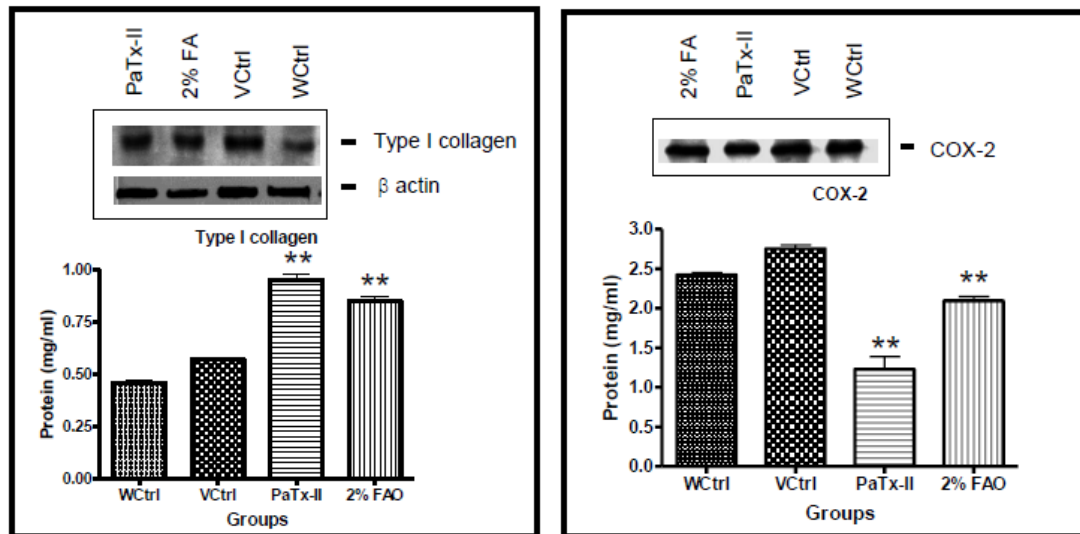 PaTx-II
2% FA
VCtrl
WCtrl
Type I collagen
β actin
Type I collagen
**
**
1.00
0.75
0.50
0.25
0.00
Protein (mg/ml)
WCtrl VCtrl PaTx-II 2% FAO
Groups
2% FA
PaTx-II
VCtrl
WCtrl
COX-2
COX-2
**
**
3.0
2.5
2.0
1.5
1.0
0.5
0.0
Protein (mg/ml)
WCtrl VCtrl PaTx-II 2% FAO
Groups